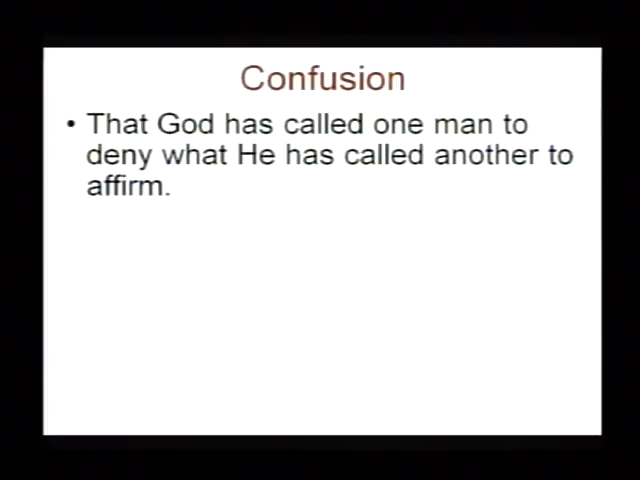 Confusion
• That God has called one man to
deny what He has called another to
affirm.